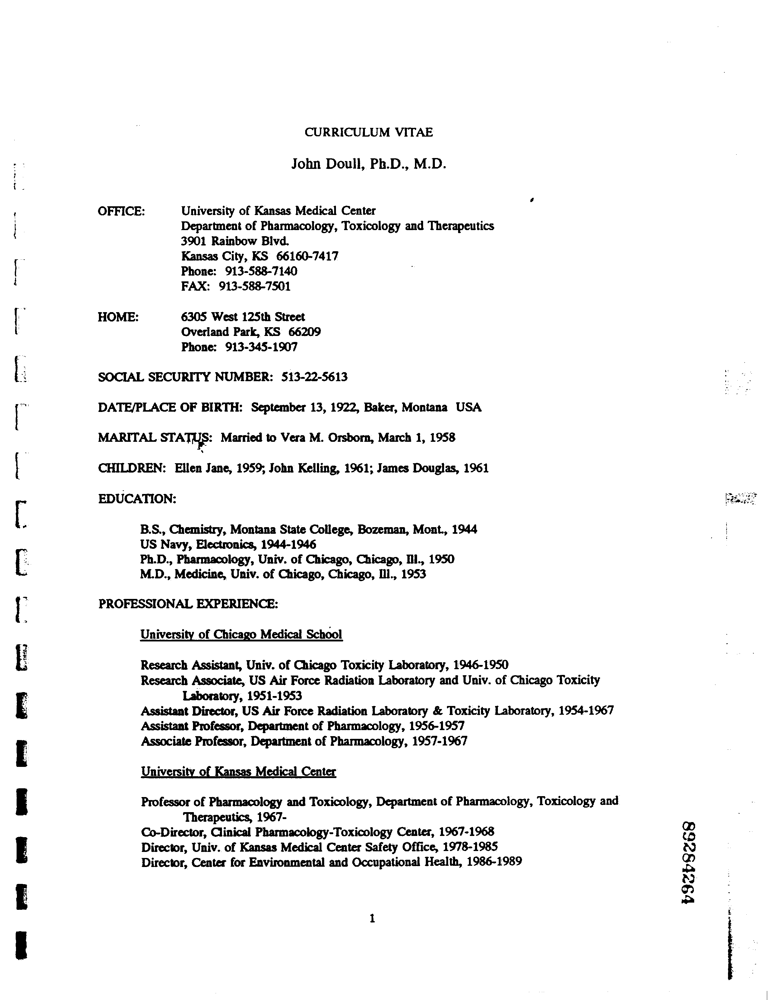 CURRICULUM VITAE
John Doull, Ph.D., M.D.
OFFICE: University of Kansas Medical Center
Department of Pharmacology, Toxicology and Therapeutics
3901 Rainbow Blvd.
Kansas City, KS 66160-7417
Phone: 913-588-7140
FAX: 913-588-7501
HOME: 6305 West 125th Street
Overland Park, KS 66209
Phone: 913-345-1907
SOCIAL SECURITY NUMBER: 513-22-5613
DATE/PLACE OF BIRTH: September 13, 1922, Baker, Montana USA
MARITAL STATUS: Married to Vera M. Orsborn, March 1, 1958
CHILDREN: Ellen Jane, 1959; John Kelling, 1961; James Douglas, 1961
EDUCATION:
B.S., Chemistry, Montana State College, Bozeman, Mont., 1944
US Navy, Electronics, 1944-1946
Ph.D., Pharmacology, Univ. of Chicago, Chicago, Ill., 1950
M.D., Medicine, Univ. of Chicago, Chicago, Ill., 1953
PROFESSIONAL EXPERIENCE:
University of Chicago Medical School
Research Assistant, Univ. of Chicago Toxicity Laboratory, 1946-1950
Research Associate, US Air Force Radiation Laboratory and Univ. of Chicago Toxicity
Laboratory, 1951-1953
Assistant Director, US Air Force Radiation Laboratory & Toxicity Laboratory, 1954-1967
Assistant Professor, Department of Pharmacology, 1956-1957
Associate Professor, Department of Pharmacology, 1957-1967
University of Kansas Medical Center
Professor of Pharmacology and Toxicology, Department of Pharmacology, Toxicology and
Therapeutics, 1967-
Co-Director, Clinical Pharmacology-Toxicology Center, 1967-1968
Director, Univ. of Kansas Medical Center Safety Office, 1978-1985
Director, Center for Environmental and Occupational Health, 1986-1989
89284264
1